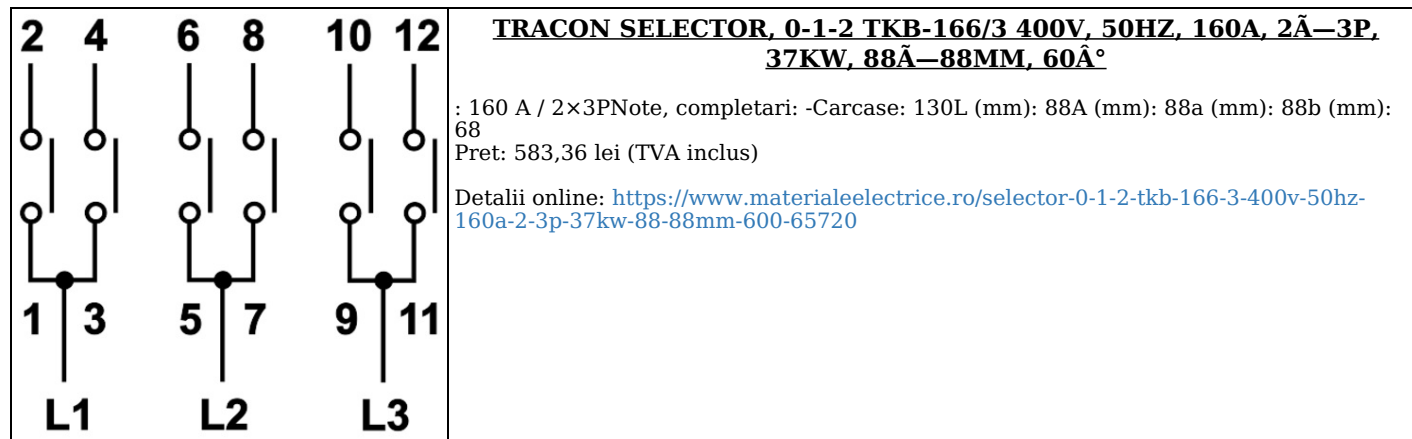 2 4 6 8 10 12
1 3 5 7 9 11
L1 L2 L3
TRACON SELECTOR, 0-1-2 TKB-166/3 400V, 50HZ, 160A, 2Ã—3P,
37KW, 88Ã—88MM, 60Â°
: 160 A / 2×3PNote, completari: -Carcase: 130L (mm): 88A (mm): 88a (mm): 88b (mm):
68
Pret: 583,36 lei (TVA inclus)
Detalii online: https://www.materialeelectrice.ro/selector-0-1-2-tkb-166-3-400v-50hz-
160a-2-3p-37kw-88-88mm-600-65720